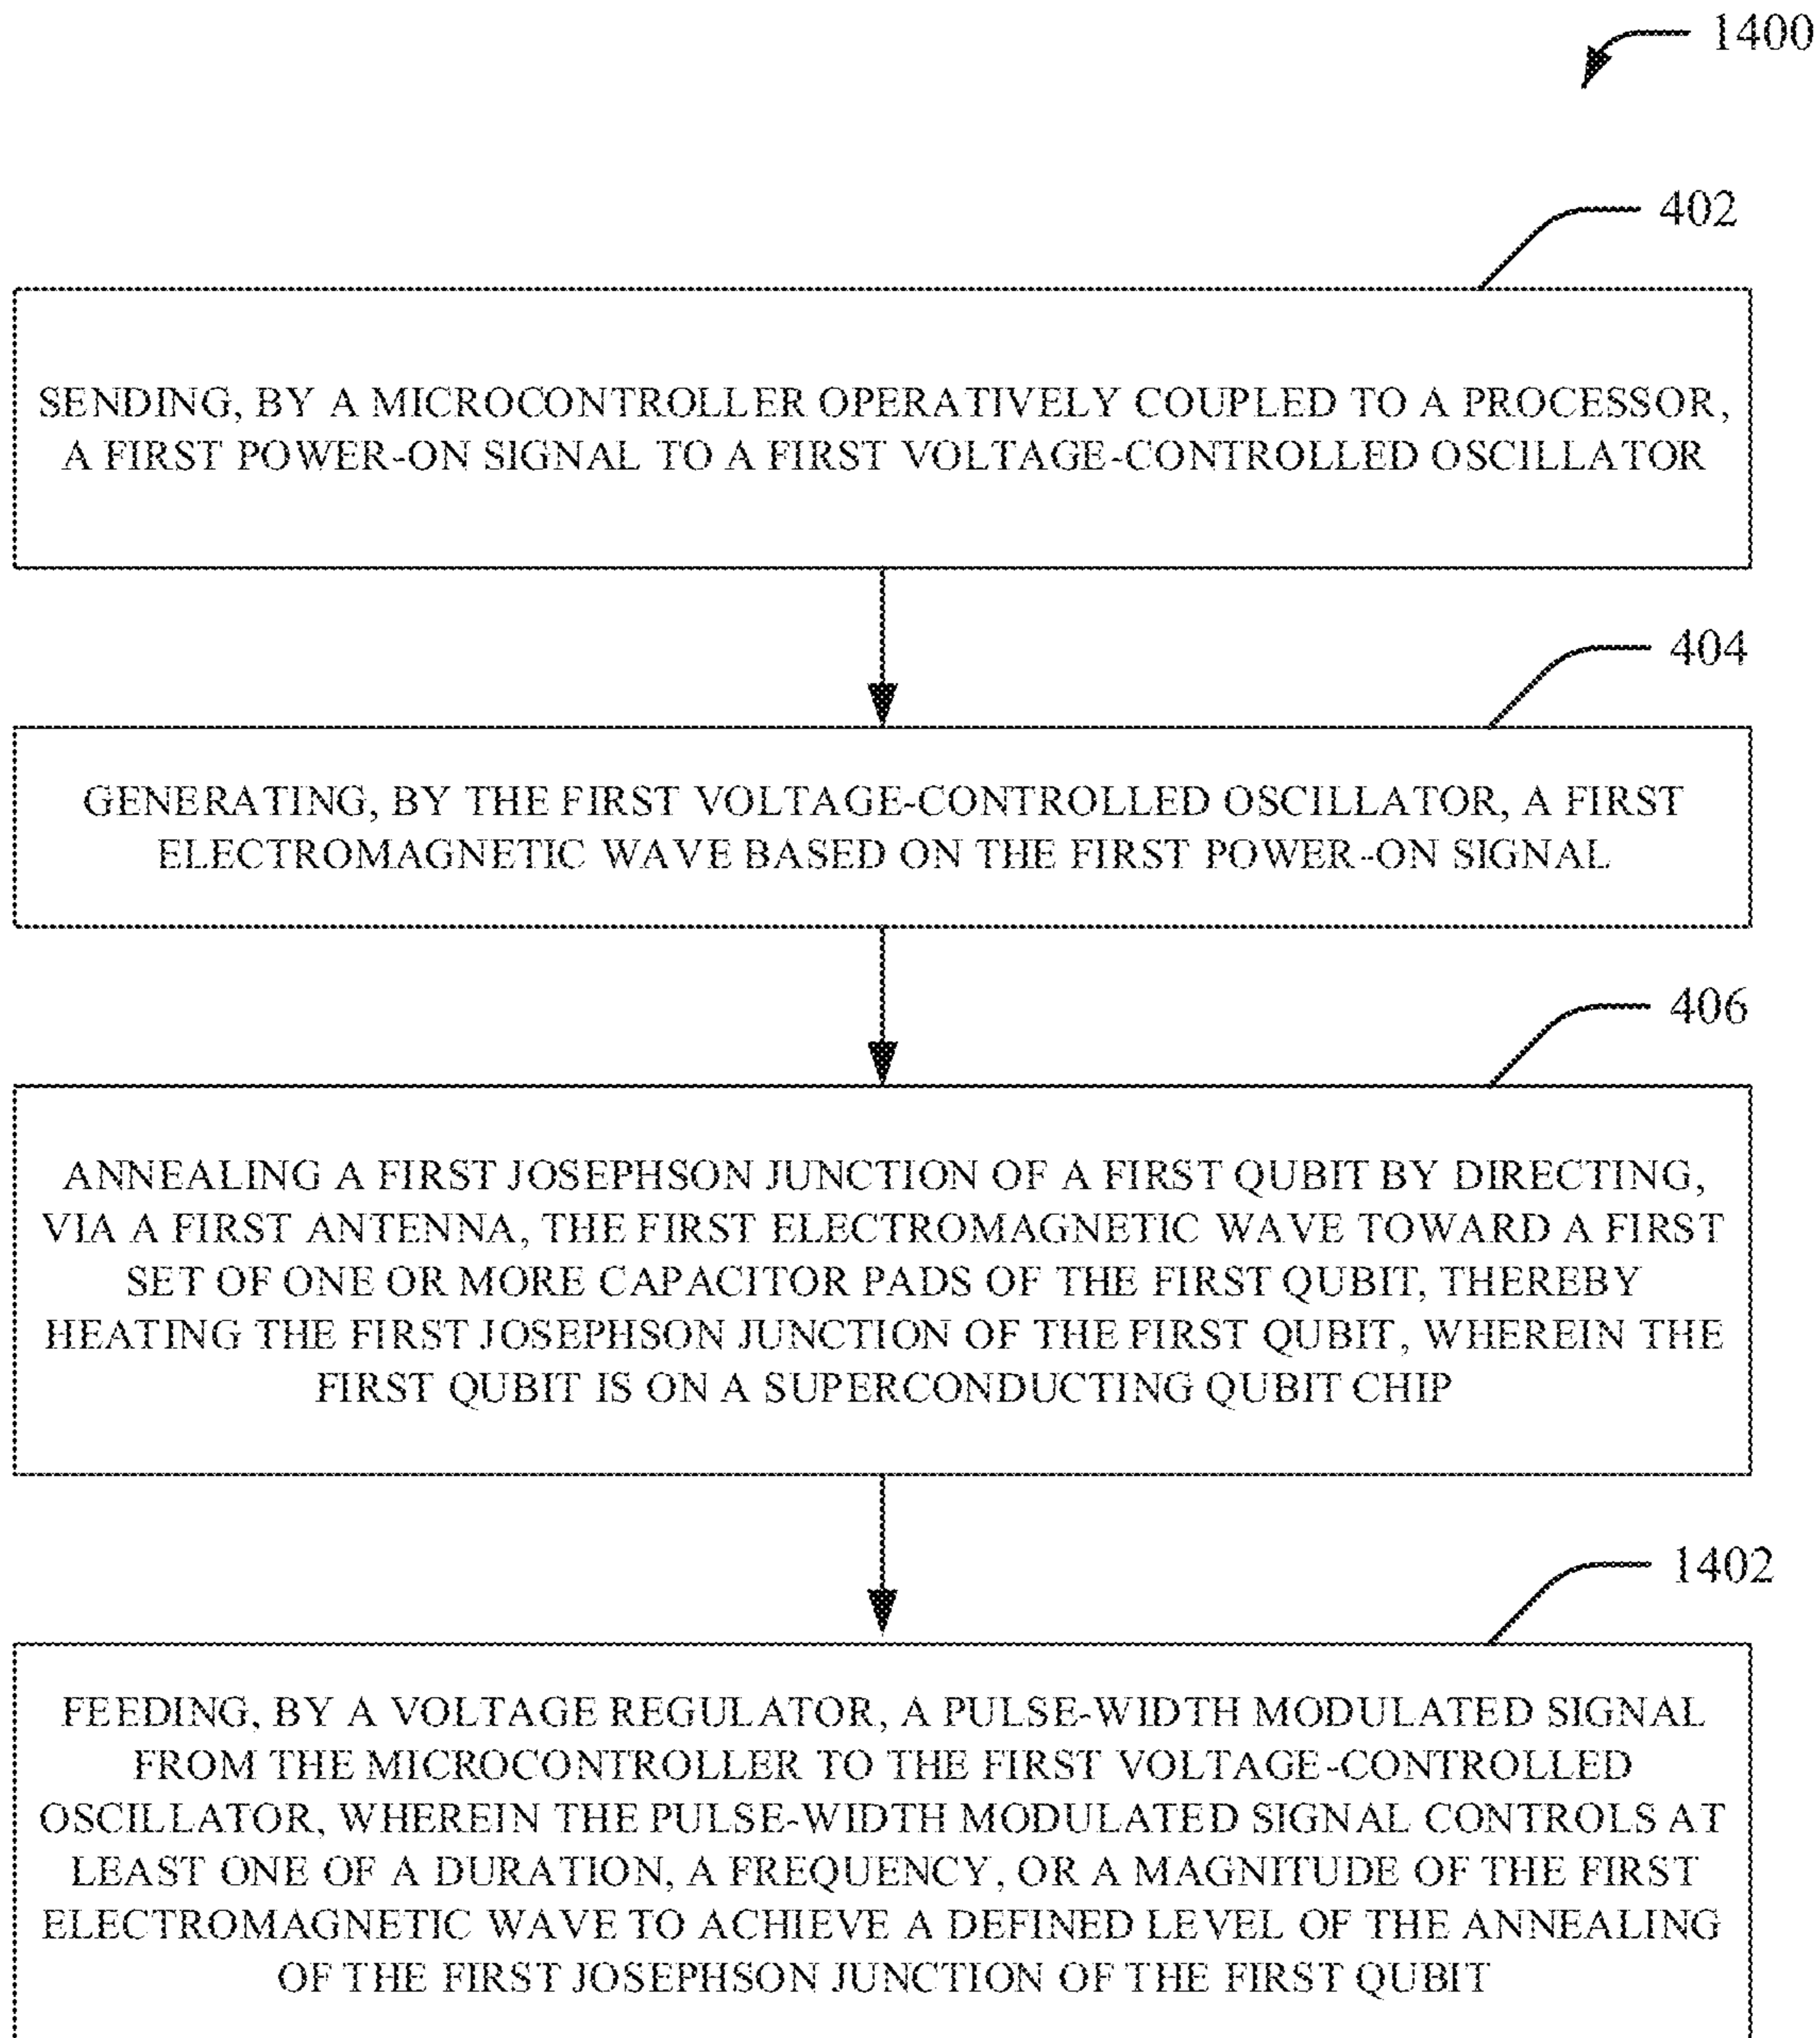 1400
402
SENDING, BY A MICROCONTROLLER OPERATIVELY COUPLED TO A PROCESSOR,
A FIRST POWER-ON SIGNAL TO A FIRST VOLTAGE-CONTROLLED OSCILLATOR
404
GENERATING, BY THE FIRST VOLTAGE-CONTROLLED OSCILLATOR, A FIRST
ELECTROMAGNETIC WAVE BASED ON THE FIRST POWER-ON SIGNAL
406
ANNEALING A FIRST JOSEPHSON JUNCTION OF A FIRST QUBIT BY DIRECTING,
VIA A FIRST ANTENNA, THE FIRST ELECTROMAGNETIC WAVE TOWARD A FIRST
SET OF ONE OR MORE CAPACITOR PADS OF THE FIRST QUBIT, THEREBY
HEATING THE FIRST JOSEPHSON JUNCTION OF THE FIRST QUBIT, WHEREIN THE
FIRST QUBIT IS ON A SUPERCONDUCTING QUBIT CHIP
1402
FEEDING, BY A VOLTAGE REGULATOR, A PULSE-WIDTH MODULATED SIGNAL
FROM THE MICROCONTROLLER TO THE FIRST VOLTAGE-CONTROLLED
OSCILLATOR, WHEREIN THE PULSE-WIDTH MODULATED SIGNAL CONTROLS AT
LEAST ONE OF A DURATION, A FREQUENCY, OR A MAGNITUDE OF THE FIRST
ELECTROMAGNETIC WAVE TO ACHIEVE A DEFINED LEVEL OF THE ANNEALING
OF THE FIRST JOSEPHSON JUNCTION OF THE FIRST QUBIT